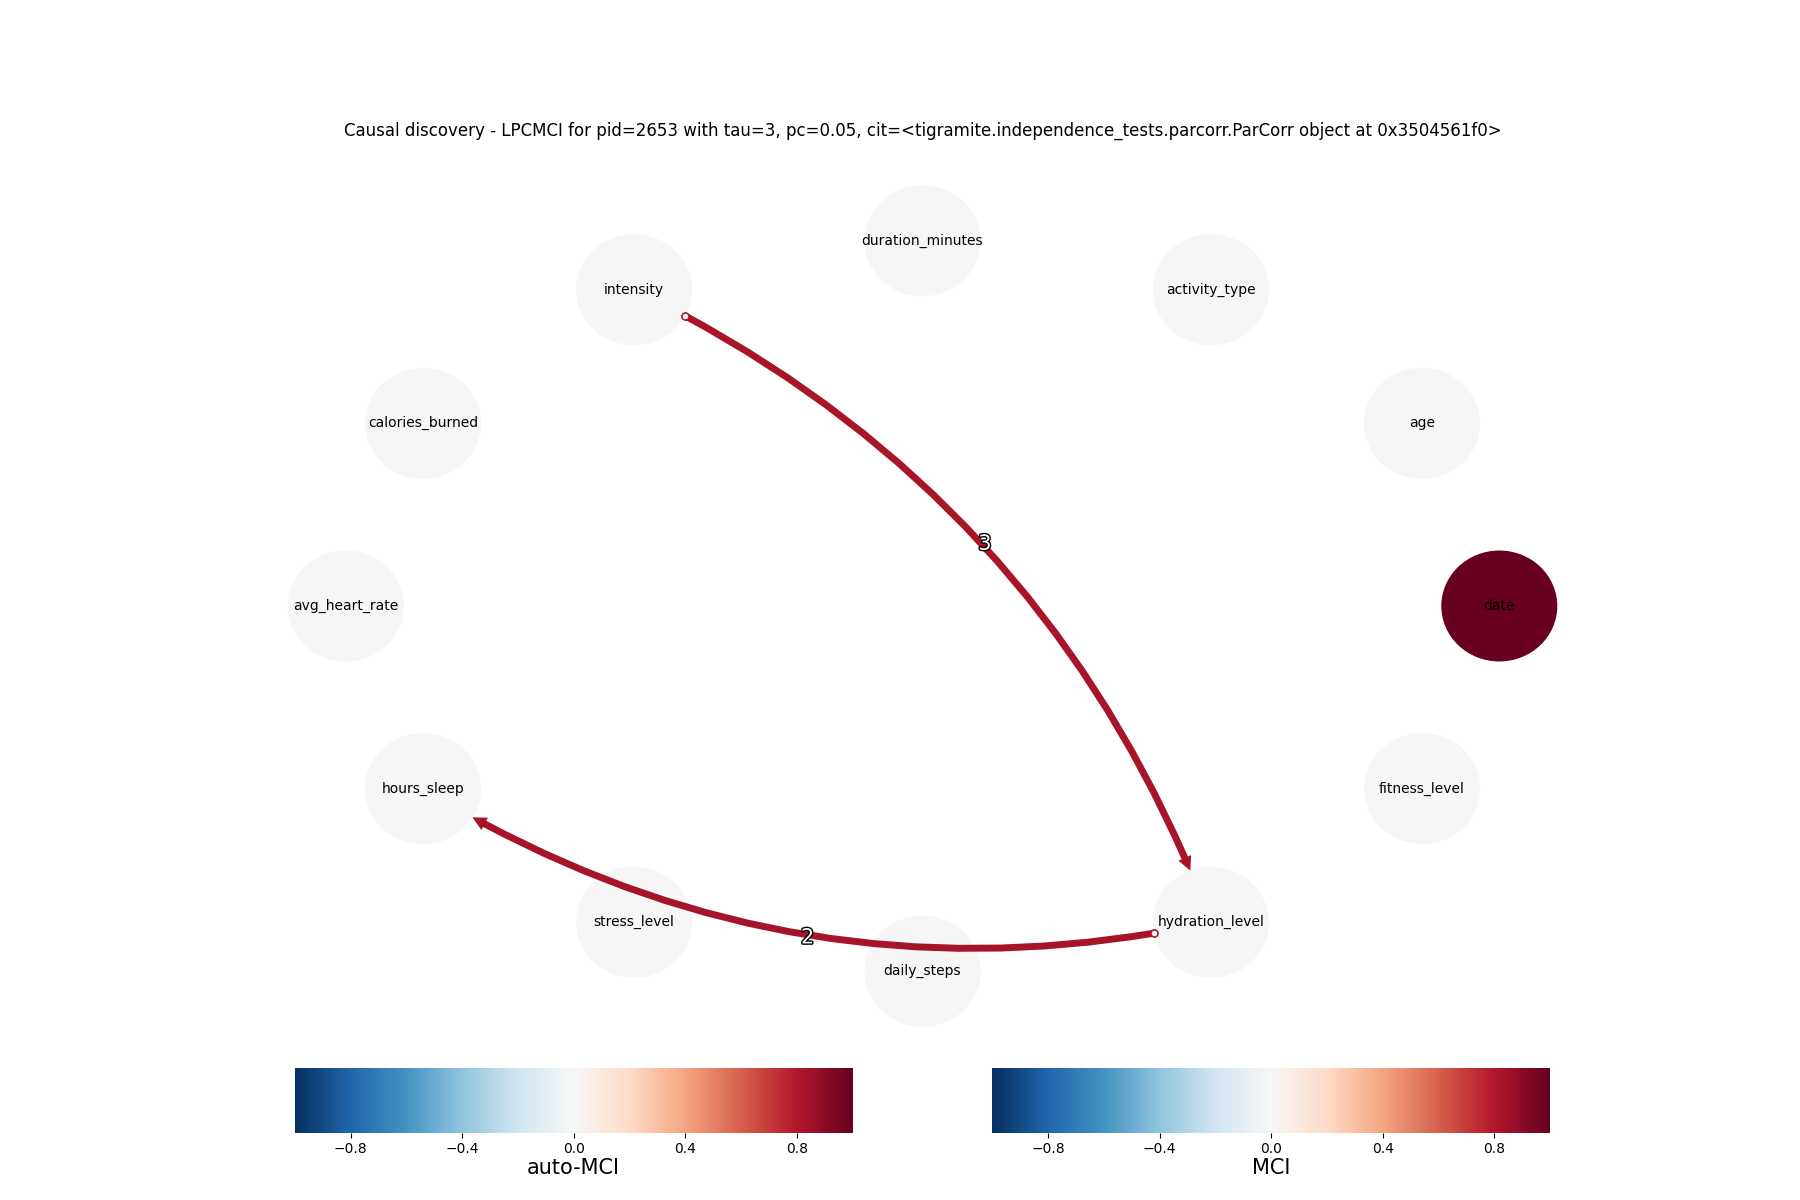 Causal discovery - LPCMCI for pid=2653 with tau=3, pc=0.05, cit=<tigramite.independence_tests.parcorr.ParCorr object at 0x3504561f0>
duration_minutes
intensity
activity_type
calories_burned
age
3
avg_heart_rate
date
hours_sleep
fitness_level
stress_level
2
hydration_level
daily_steps
−0.8 −0.4 0.0 0.4 0.8
auto-MCI
−0.8 −0.4 0.0 0.4 0.8
MCI